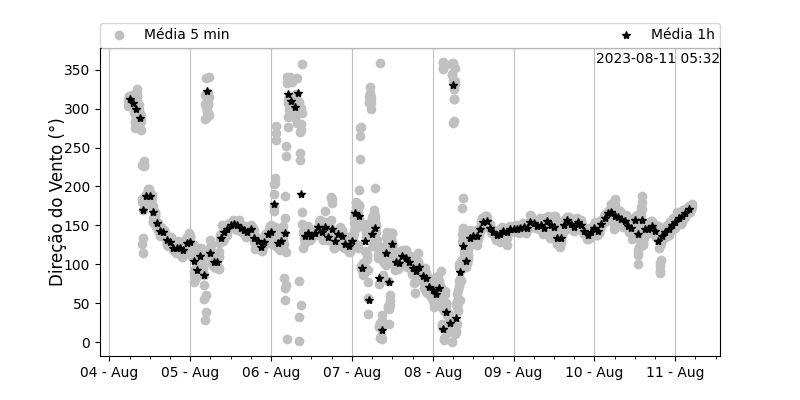 Média 5 min
Média 1h
2023-08-11 05:32
Direção do Vento (°)
350
300
250
200
150
100
50
0
04 - Aug
05 - Aug
06 - Aug
07 - Aug
08 - Aug
09 - Aug
10 - Aug
11 - Aug